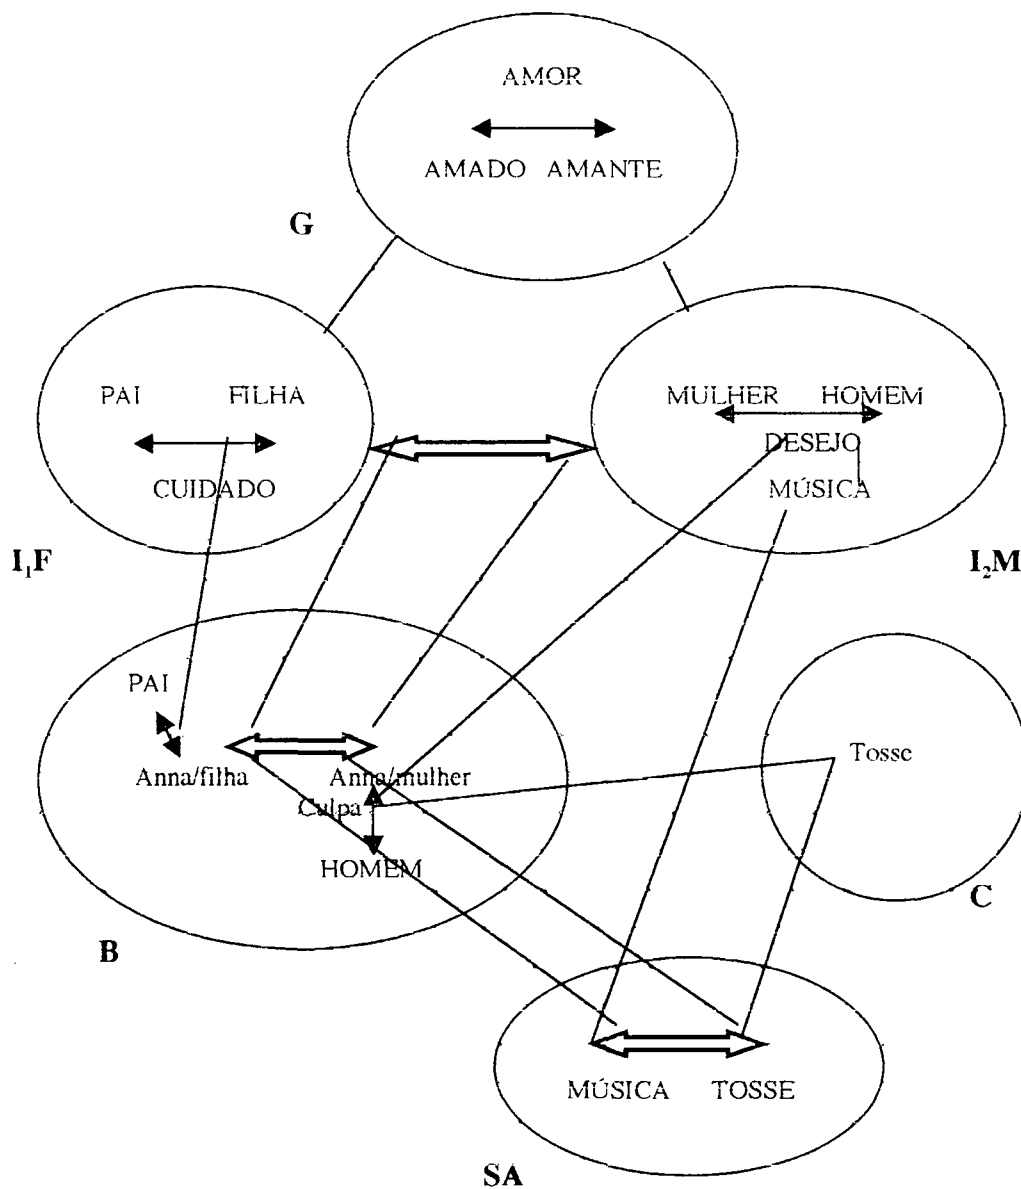 AMOR
AMADO AMANTE
G
PAI FILHA
CUIDADO
I₁F
MULHER HOMEM
DESEJO
MÚSICA
I₂M
PAI
Anna/filha Anna/mulher
Culpa
HOMEM
B
Tosse
C
MÚSICA TOSSE
SA